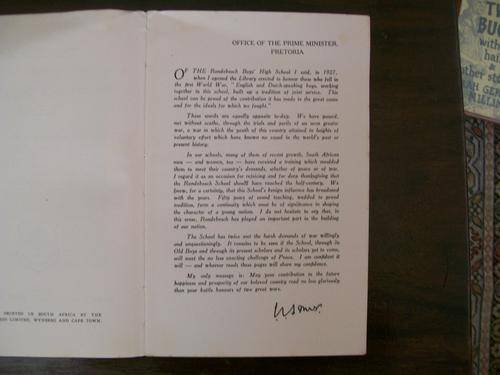 OFFICE OF THE PRIME MINISTER,
PRETORIA
OF THE Rondebosch Boys' High School I said, in 1927,
when I opened the Library erected to honour those who fell in
the first World War, "English and Dutch-speaking boys, working
together in this school, built up a tradition of joint service. This
school can be proud of the contribution it has made to the great cause
and for the ideals for which we fought."
These words are equally apposite to-day. We have passed,
not without scathe, through the trials and perils of an even greater
war, a war in which the youth of this country attained to heights of
voluntary effort which have known no equal in the world's past or
present history.
In our schools, many of them of recent growth, South African
men — and women, too — have received a training which moulded
them to meet their country's demands, whether of peace or of war.
I regard it as an occasion for rejoicing and for deep thanksgiving that
the Rondebosch School should have reached the half-century. We
know, for a certainty, that this School's benign influence has broadened
with the years. Fifty years of sound teaching, wedded to proud
tradition, form a continuity which must be of significance in shaping
the character of a young nation. I do not hesitate to say that, in
this sense, Rondebosch has played an important part in the building
of our nation.
The School has twice met the harsh demands of war willingly
and unquestioningly. It remains to be seen if the School, through its
Old Boys and through its present scholars and its scholars yet to come,
will meet the no less exacting challenge of Peace. I am confident it
will — and whoever reads these pages will share my confidence.
My only message is: May your contribution to the future
happiness and prosperity of our beloved country read no less gloriously
than your battle honours of two great wars.
PRINTED IN SOUTH AFRICA BY THE
LIMITED, WYNBERG AND CAPE TOWN.